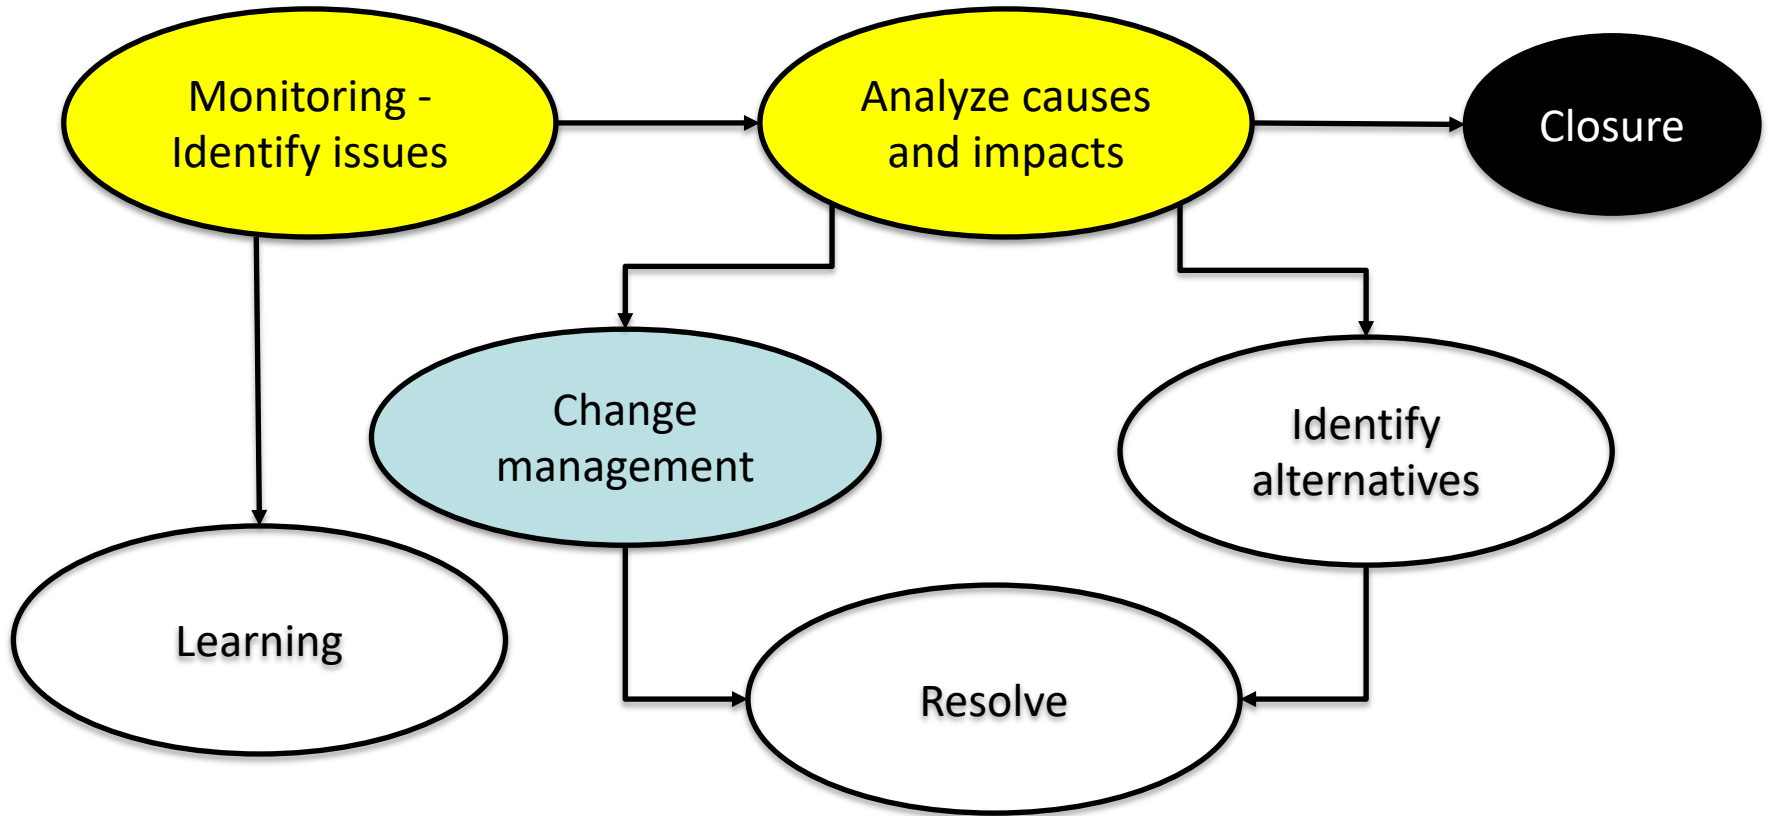 Monitoring -
Identify issues
Analyze causes
and impacts
Closure
Change
management
Identify
alternatives
Learning
Resolve